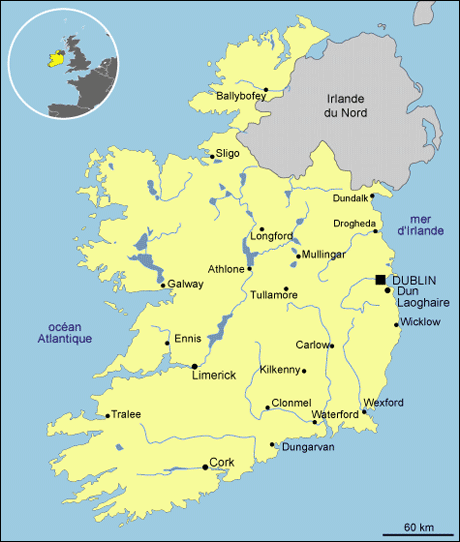 Ballybofey
Irlande
du Nord
Sligo
Dundalk
Drogheda
mer
d'Irlande
Longford
Mullingar
Athlone
DUBLIN
Galway
Tullamore
Dun
Laoghaire
océan
Atlantique
Wicklow
Ennis
Carlow
Limerick
Kilkenny
Clonmel
Wexford
Tralee
Waterford
Dungarvan
Cork
60 km